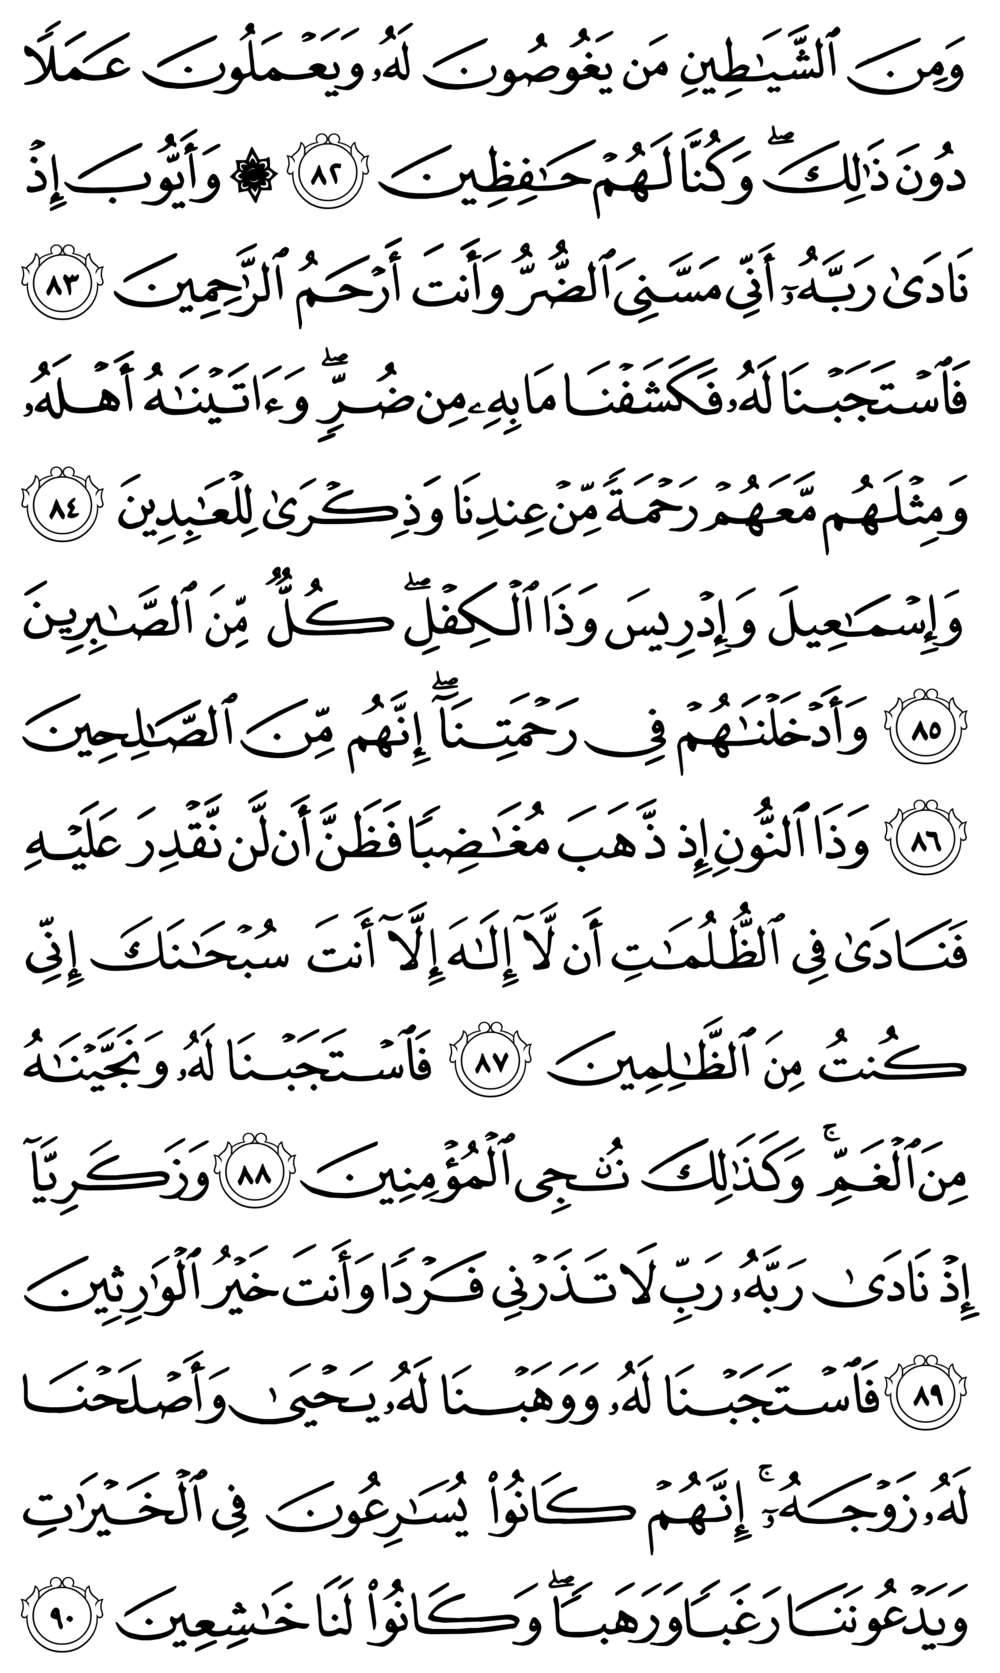 وَمِنَ ٱلشَّيَـٰطِينِ مَن يَغُوصُونَ لَهُۥ وَيَعۡمَلُونَ عَمَلًا
دُونَ ذَٰلِكَۖ وَكُنَّا لَهُمۡ حَـٰفِظِينَ ٨٢ ۞ وَأَيُّوبَ إِذۡ
نَادَىٰ رَبَّهُۥٓ أَنِّي مَسَّنِيَ ٱلضُّرُّ وَأَنتَ أَرۡحَمُ ٱلرَّٰحِمِينَ ٨٣
فَٱسۡتَجَبۡنَا لَهُۥ فَكَشَفۡنَا مَا بِهِۦ مِن ضُرࣲّۖ وَءَاتَيۡنَـٰهُ أَهۡلَهُۥ
وَمِثۡلَهُم مَّعَهُمۡ رَحۡمَةࣰ مِّنۡ عِندِنَا وَذِكۡرَىٰ لِلۡعَـٰبِدِينَ ٨٤
وَإِسۡمَـٰعِيلَ وَإِدۡرِيسَ وَذَا ٱلۡكِفۡلِۖ كُلࣱّ مِّنَ ٱلصَّـٰبِرِينَ
٨٥ وَأَدۡخَلۡنَـٰهُمۡ فِي رَحۡمَتِنَآۖ إِنَّهُم مِّنَ ٱلصَّـٰلِحِينَ
٨٦ وَذَا ٱلنُّونِ إِذ ذَّهَبَ مُغَـٰضِبࣰا فَظَنَّ أَن لَّن نَّقۡدِرَ عَلَيۡهِ
فَنَادَىٰ فِي ٱلظُّلُمَـٰتِ أَن لَّآ إِلَـٰهَ إِلَّآ أَنتَ سُبۡحَـٰنَكَ إِنِّي
كُنتُ مِنَ ٱلظَّـٰلِمِينَ ٨٧ فَٱسۡتَجَبۡنَا لَهُۥ وَنَجَّيۡنَـٰهُ
مِنَ ٱلۡغَمِّۚ وَكَذَٰلِكَ نُـۨجِي ٱلۡمُؤۡمِنِينَ ٨٨ وَزَكَرِيَّآ
إِذۡ نَادَىٰ رَبَّهُۥ رَبِّ لَا تَذَرۡنِي فَرۡدࣰا وَأَنتَ خَيۡرُ ٱلۡوَٰرِثِينَ
٨٩ فَٱسۡتَجَبۡنَا لَهُۥ وَوَهَبۡنَا لَهُۥ يَحۡيَىٰ وَأَصۡلَحۡنَا
لَهُۥ زَوۡجَهُۥٓۚ إِنَّهُمۡ كَانُواْ يُسَـٰرِعُونَ فِي ٱلۡخَيۡرَٰتِ
وَيَدۡعُونَنَا رَغَبࣰا وَرَهَبࣰاۖ وَكَانُواْ لَنَا خَـٰشِعِينَ ٩٠